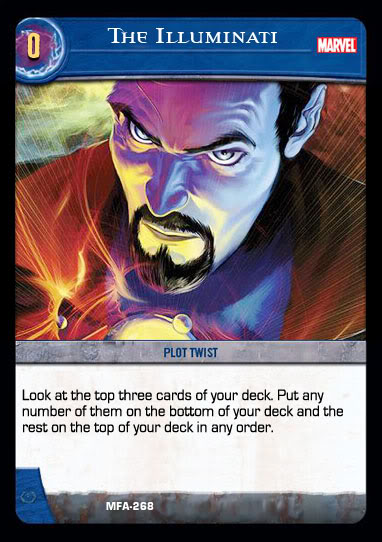 0
The Illuminati
MARVEL
PLOT TWIST
Look at the top three cards of your deck. Put any
number of them on the bottom of your deck and the
rest on the top of your deck in any order.
MFA-268